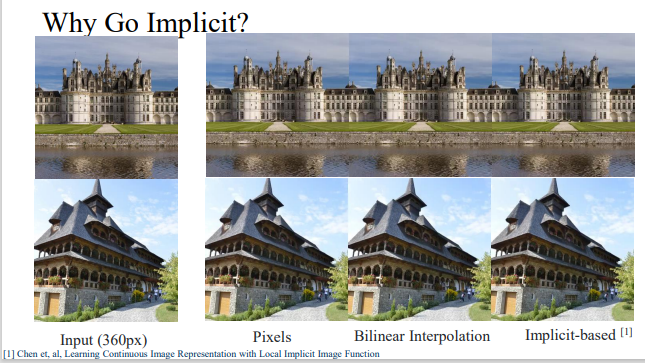 Why Go Implicit?
Input (360px)
Pixels
Bilinear Interpolation
Implicit-based [1]
[1] Chen et, al, Learning Continuous Image Representation with Local Implicit Image Function